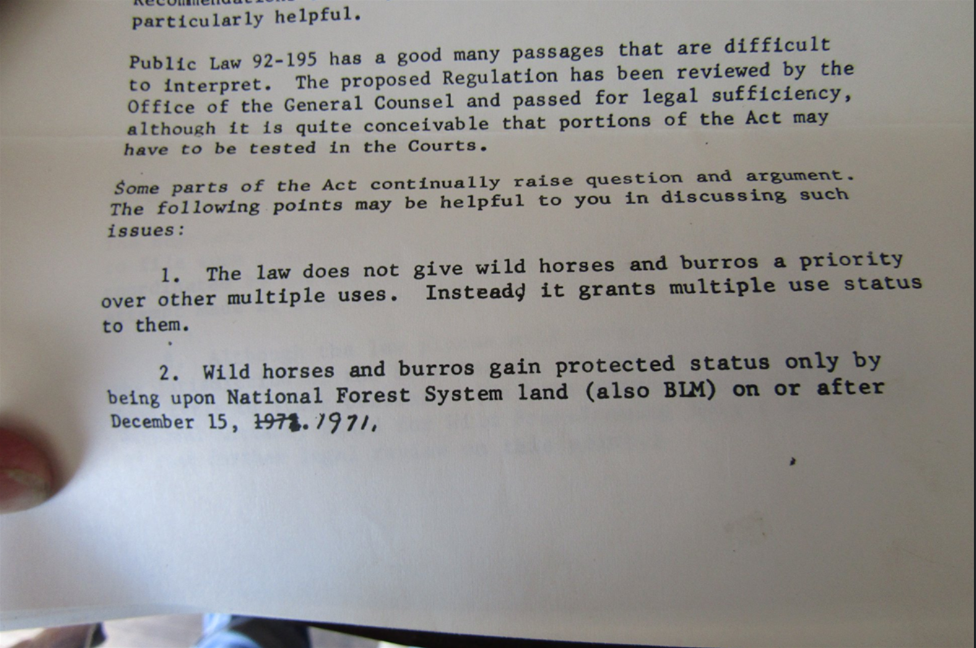 Recommendations
particularly helpful.
Public Law 92-195 has a good many passages that are difficult
to interpret. The proposed Regulation has been reviewed by the
Office of the General Counsel and passed for legal sufficiency,
although it is quite conceivable that portions of the Act may
have to be tested in the Courts.
Some parts of the Act continually raise question and argument.
The following points may be helpful to you in discussing such
issues:
1. The law does not give wild horses and burros a priority
over other multiple uses. Instead, it grants multiple use status
to them.
2. Wild horses and burros gain protected status only by
being upon National Forest System land (also BLM) on or after
December 15, 1971.